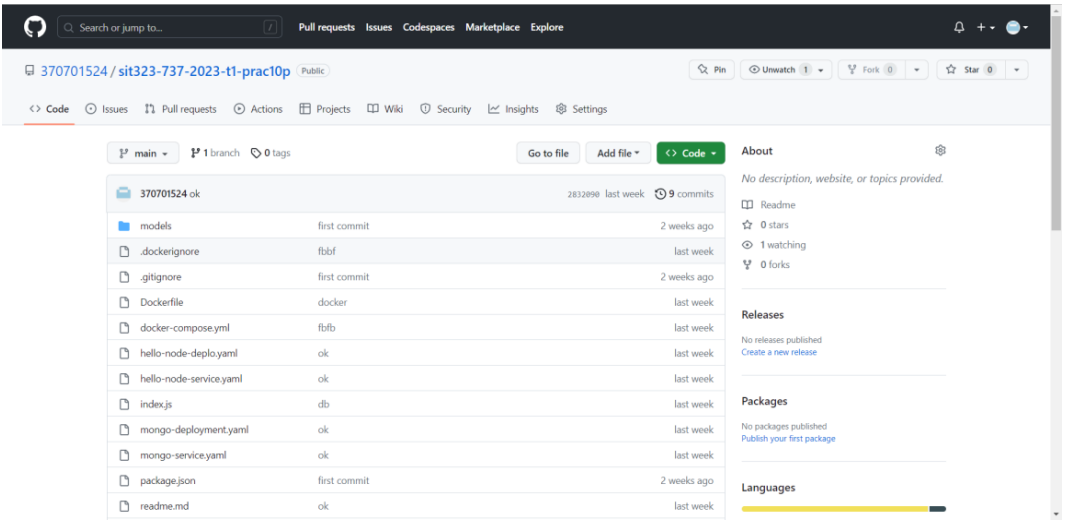 Search or jump to... /
Pull requests Issues Codespaces Marketplace Explore
370701524 / sit323-737-2023-t1-prac10p Public
Pin Unwatch 1 Fork 0 Star 0
Code Issues Pull requests Actions Projects Wiki Security Insights Settings
main 1 branch 0 tags Go to file Add file Code
370701524 ok 2832090 last week 9 commits
models first commit 2 weeks ago
.dockerignore fbbf last week
.gitignore first commit 2 weeks ago
Dockerfile docker last week
docker-compose.yml fbfb last week
hello-node-deplo.yaml ok last week
hello-node-service.yaml ok last week
index.js db last week
mongo-deployment.yaml ok last week
mongo-service.yaml ok last week
package.json first commit 2 weeks ago
readme.md ok last week
About
No description, website, or topics provided.
Readme
0 stars
1 watching
0 forks
Releases
No releases published
Create a new release
Packages
No packages published
Publish your first package
Languages